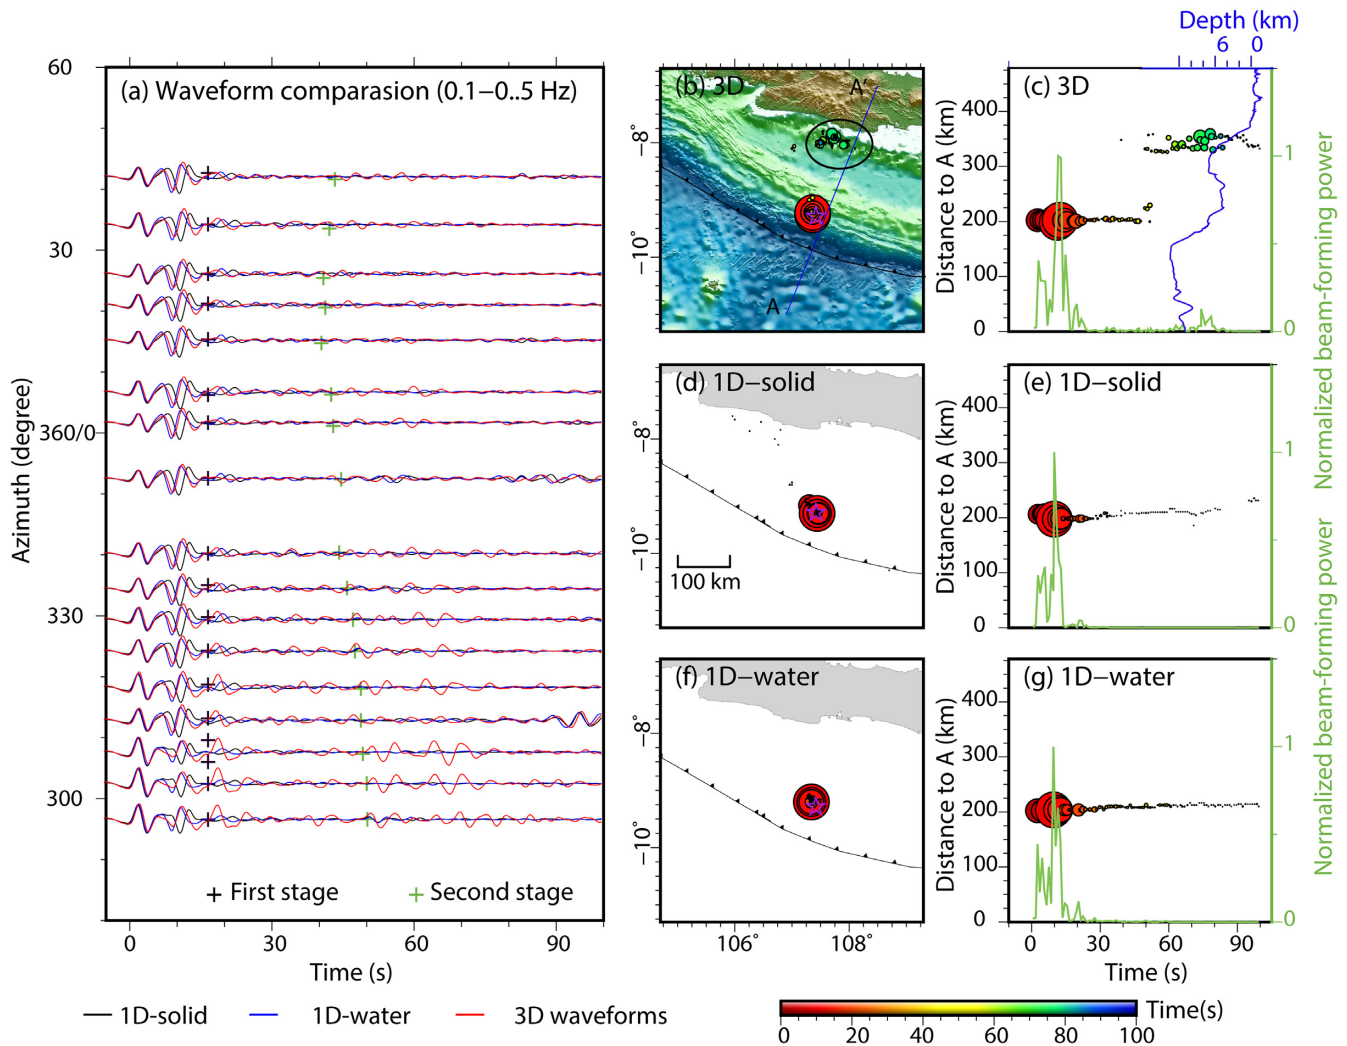 Depth (km)
6 0
(a) Waveform comparasion (0.1−0..5 Hz)
60
30
360/0
330
300
Azimuth (degree)
+ First stage + Second stage
0 30 60 90
Time (s)
1D-solid 1D-water 3D waveforms
(b) 3D
A'
A
−8°
−10°
(c) 3D
400
300
200
100
0
Distance to A (km)
1
0
Normalized beam-forming power
(d) 1D−solid
−8°
−10°
100 km
(e) 1D−solid
400
300
200
100
0
Distance to A (km)
1
0
Normalized beam-forming power
(f) 1D−water
−8°
−10°
106° 108°
(g) 1D−water
400
300
200
100
0
Distance to A (km)
1
0
0 30 60 90
Time (s)
Time(s)
0 20 40 60 80 100